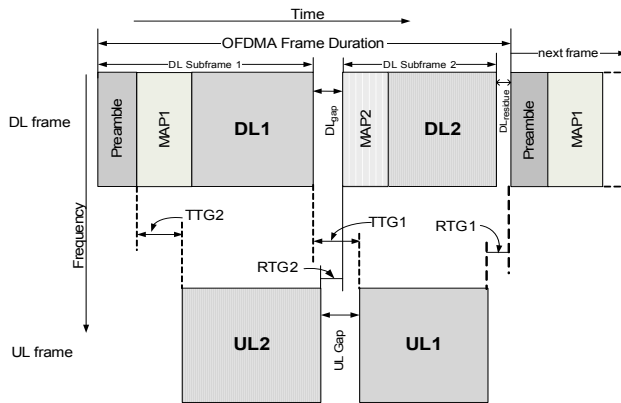 Time
OFDMA Frame Duration
DL Subframe 1
DL Subframe 2
next frame
DL frame
Preamble
MAP1
DL1
DLgap
MAP2
DL2
DLresidue
Preamble
MAP1
Frequency
TTG2
TTG1
RTG1
RTG2
UL frame
UL2
UL Gap
UL1